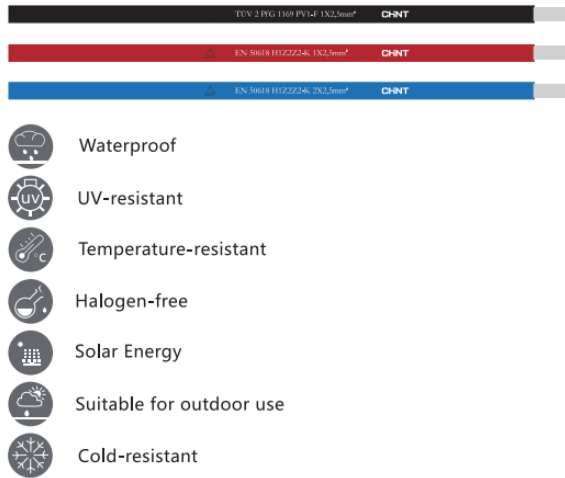 TÜV 2 PfG 1169 PV1-F 1X2,5mm² CHNT
EN 50618 H1Z2Z2-K 1X2,5mm² CHNT
EN 50618 H1Z2Z2-K 2X2,5mm² CHNT
Waterproof
UV
UV-resistant
°C
Temperature-resistant
Halogen-free
Solar Energy
Suitable for outdoor use
Cold-resistant